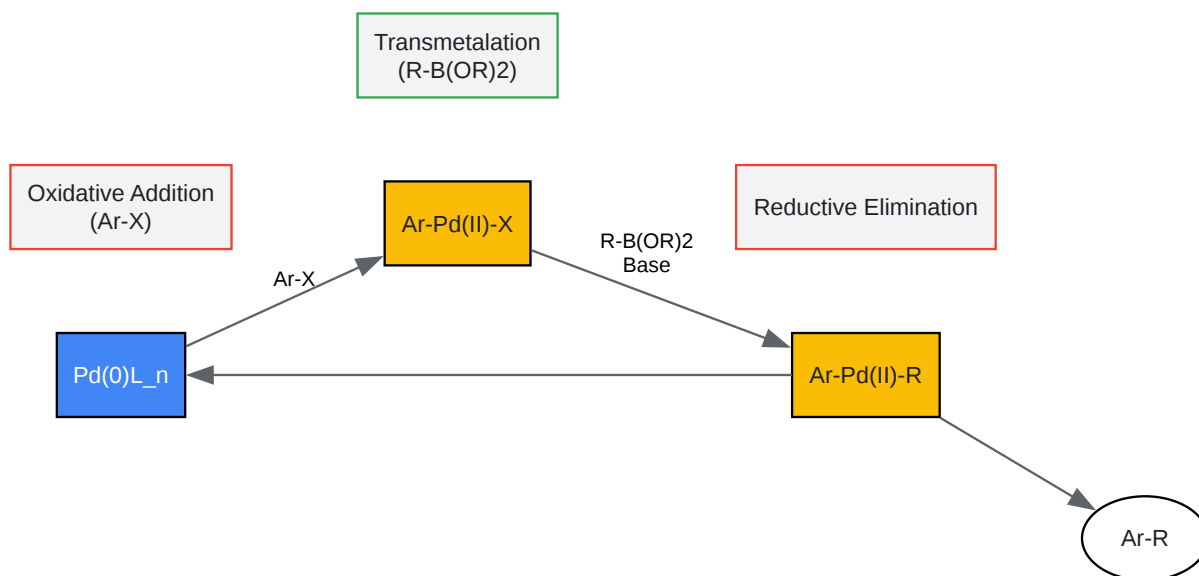 Transmetalation
(R-B(OR)2)
Oxidative Addition
(Ar-X)
Ar-Pd(II)-X
Reductive Elimination
R-B(OR)2
Base
Ar-X
Pd(0)L_n
Ar-Pd(II)-R
Ar-R